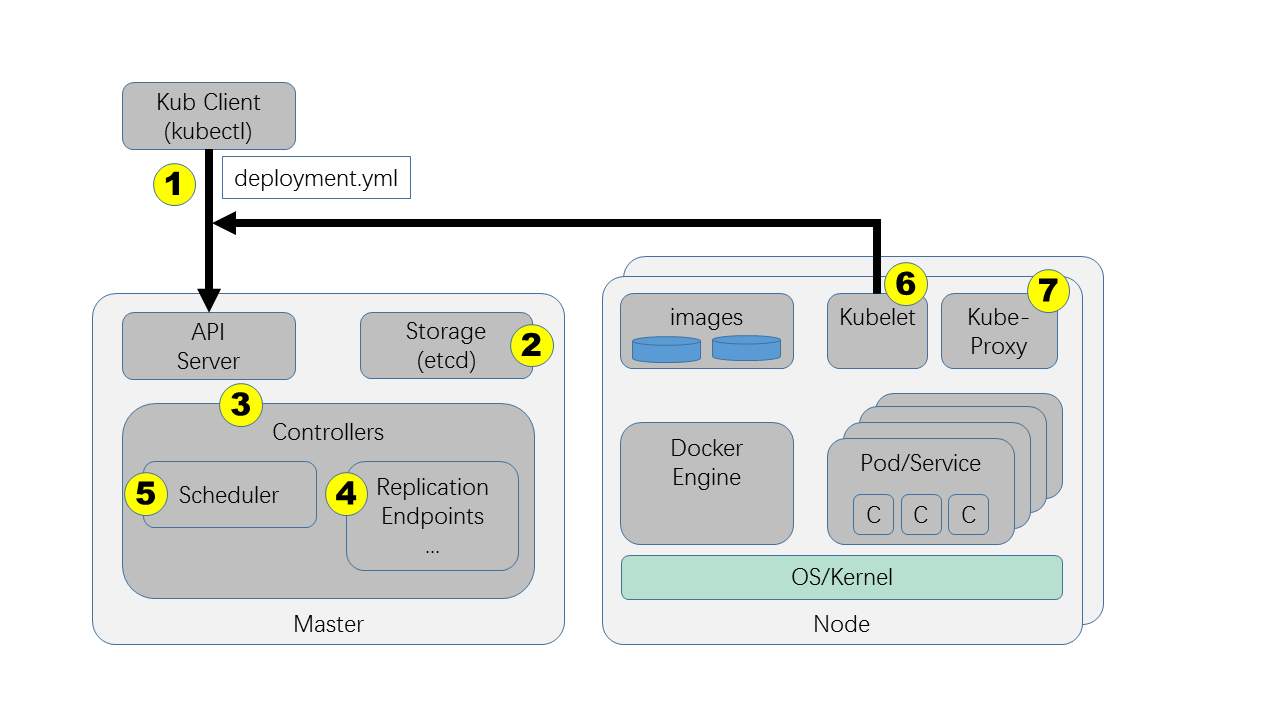 Kub Client
(kubectl)
1
deployment.yml
6
7
API
Server
Storage
(etcd)
2
images
Kubelet
Kube-
Proxy
3
Controllers
5
Scheduler
4
Replication
Endpoints
...
Docker
Engine
Pod/Service
C
C
C
OS/Kernel
Master
Node